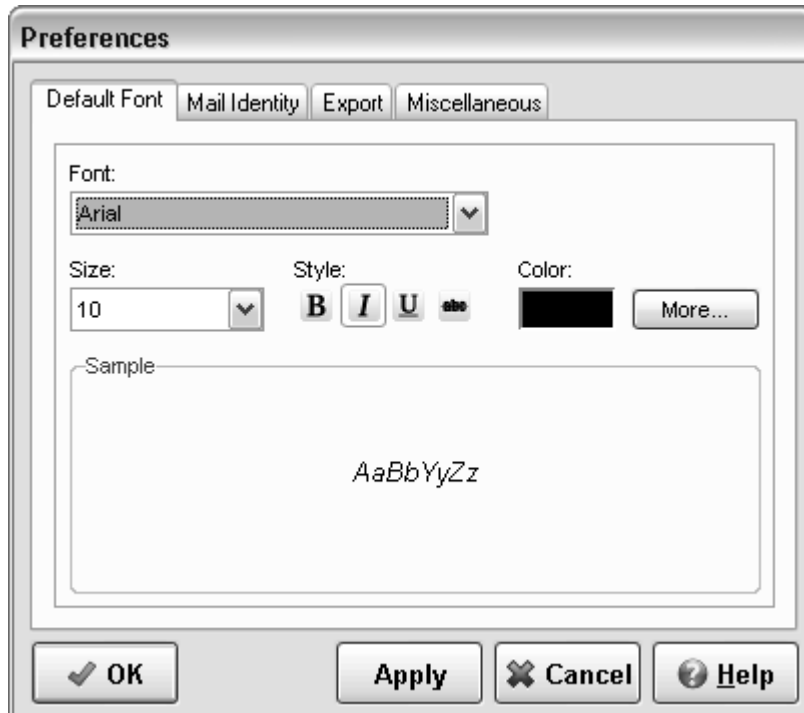 Preferences
Default Font Mail Identity Export Miscellaneous
Font:
Arial
Size: Style: Color:
10 B I U abc More...
Sample
AaBbYyZz
OK Apply Cancel Help